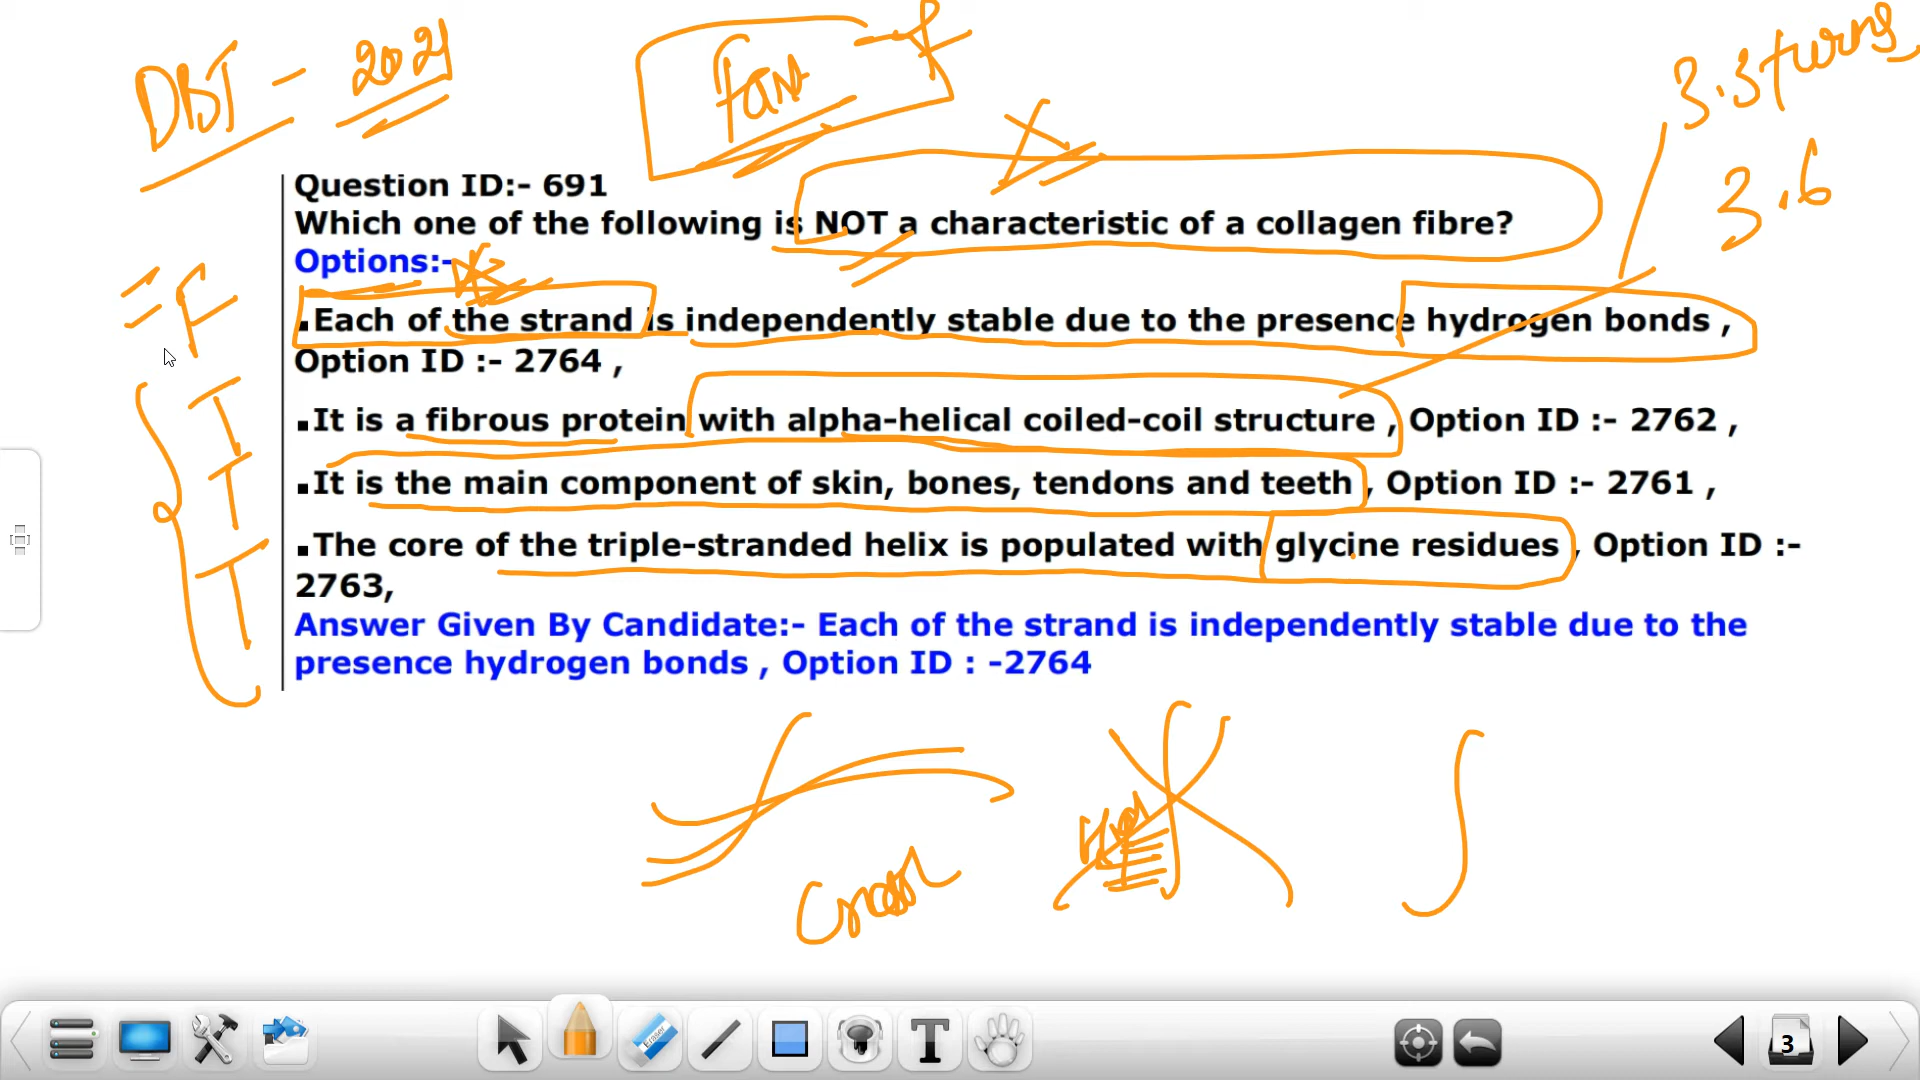 DBT - 2021
3.3 turns
3.6
Question ID:- 691
Which one of the following is NOT a characteristic of a collagen fibre?
Options:-
= F
▪Each of the strand is independently stable due to the presence hydrogen bonds ,
Option ID :- 2764 ,
T
▪It is a fibrous protein with alpha-helical coiled-coil structure , Option ID :- 2762 ,
T
▪It is the main component of skin, bones, tendons and teeth , Option ID :- 2761 ,
T
▪The core of the triple-stranded helix is populated with glycine residues , Option ID :-
2763,
Answer Given By Candidate:- Each of the strand is independently stable due to the
presence hydrogen bonds , Option ID : -2764
Eraser
T
3